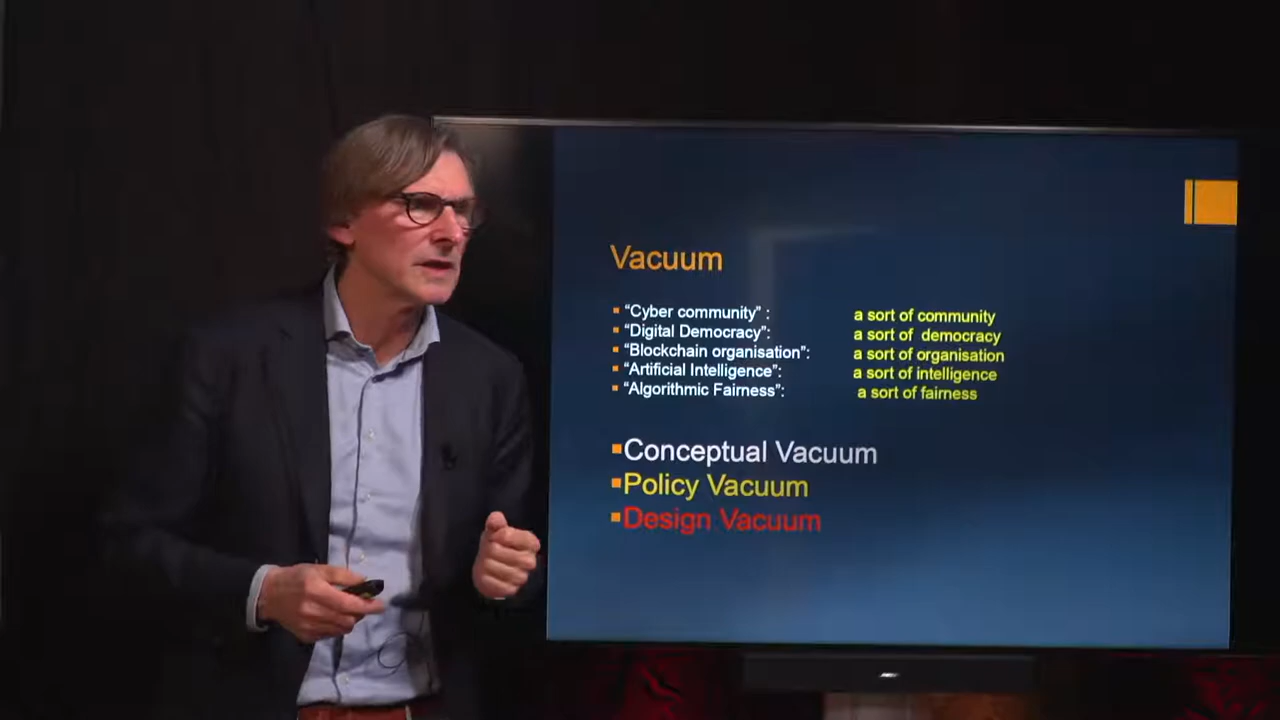 Vacuum
▪ “Cyber community” : a sort of community
▪ “Digital Democracy”: a sort of democracy
▪ “Blockchain organisation”: a sort of organisation
▪ “Artificial Intelligence”: a sort of intelligence
▪ “Algorithmic Fairness”: a sort of fairness
▪Conceptual Vacuum
▪Policy Vacuum
▪Design Vacuum